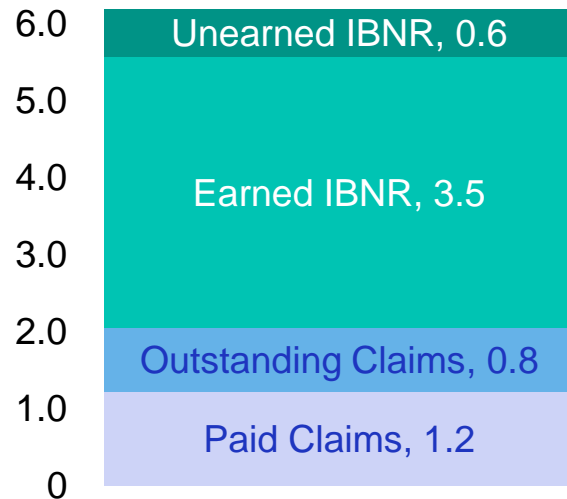 6.0
Unearned IBNR, 0.6
5.0
4.0
Earned IBNR, 3.5
3.0
2.0
Outstanding Claims, 0.8
1.0
Paid Claims, 1.2
0